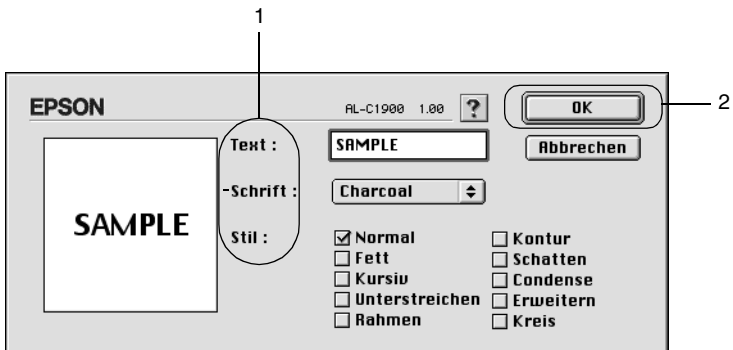 1
EPSON
AL-C1900 1.00 ?
OK
2
Text :
SAMPLE
Abbrechen
Schrift :
Charcoal
SAMPLE
Stil :
Normal
Kontur
Fett
Schatten
Kursiv
Condense
Unterstreichen
Erweitern
Rahmen
Kreis